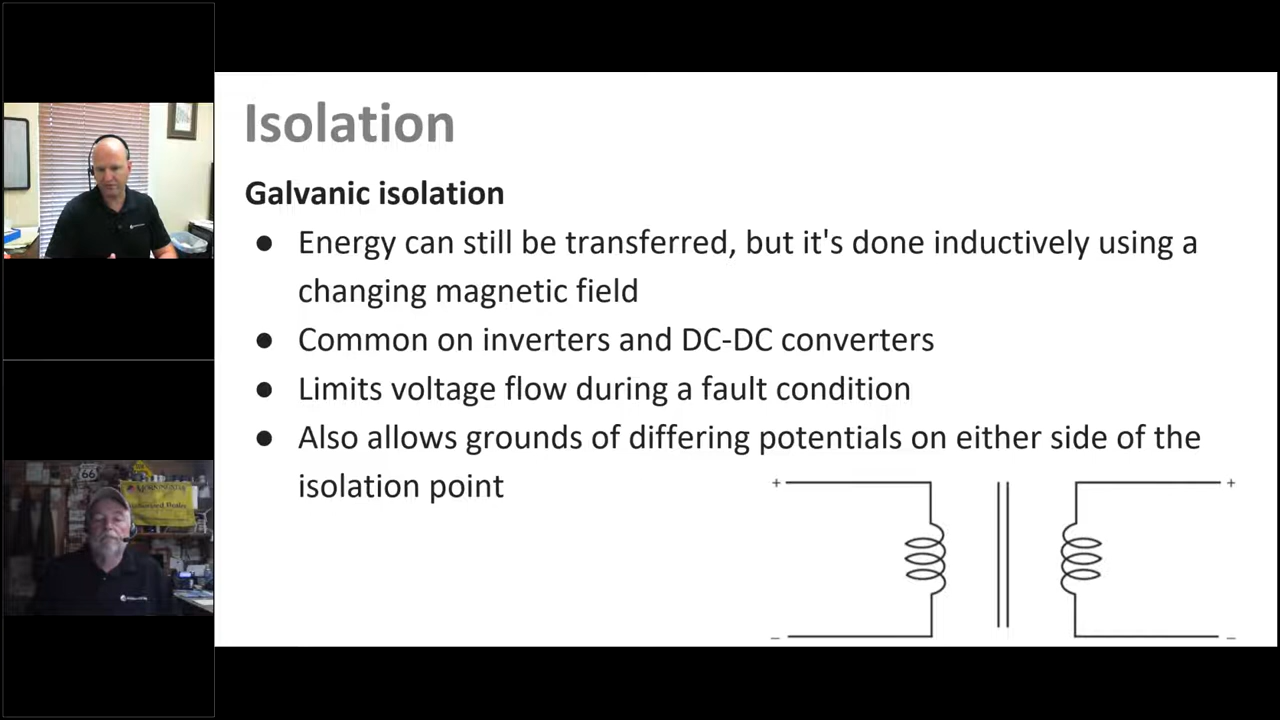 Isolation
Galvanic isolation
● Energy can still be transferred, but it's done inductively using a
changing magnetic field
● Common on inverters and DC-DC converters
● Limits voltage flow during a fault condition
● Also allows grounds of differing potentials on either side of the
isolation point
+ +
– –
66